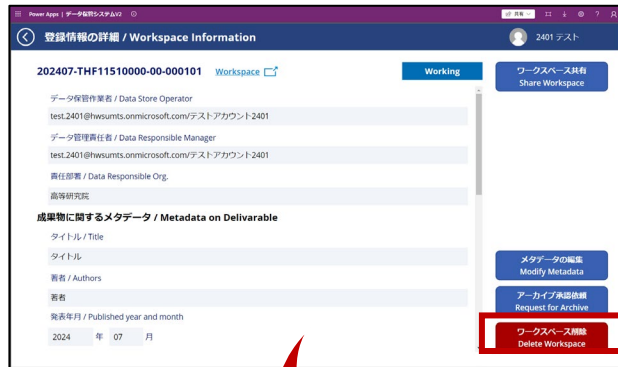 Power Apps | データ保管システムV2
共有
登録情報の詳細 / Workspace Information
2401 テスト
202407-THF11510000-00-000101 Workspace
Working
ワークスペース共有
Share Workspace
データ保管作業者 / Data Store Operator
test.2401@hwsumts.onmicrosoft.com/テストアカウント2401
データ管理責任者 / Data Responsible Manager
test.2401@hwsumts.onmicrosoft.com/テストアカウント2401
責任部署 / Data Responsible Org.
高等研究院
成果物に関するメタデータ / Metadata on Delivarable
タイトル / Title
タイトル
著者 / Authors
著者
発表年月 / Published year and month
2024 年 07 月
メタデータの編集
Modify Metadata
アーカイブ承認依頼
Request for Archive
ワークスペース削除
Delete Workspace